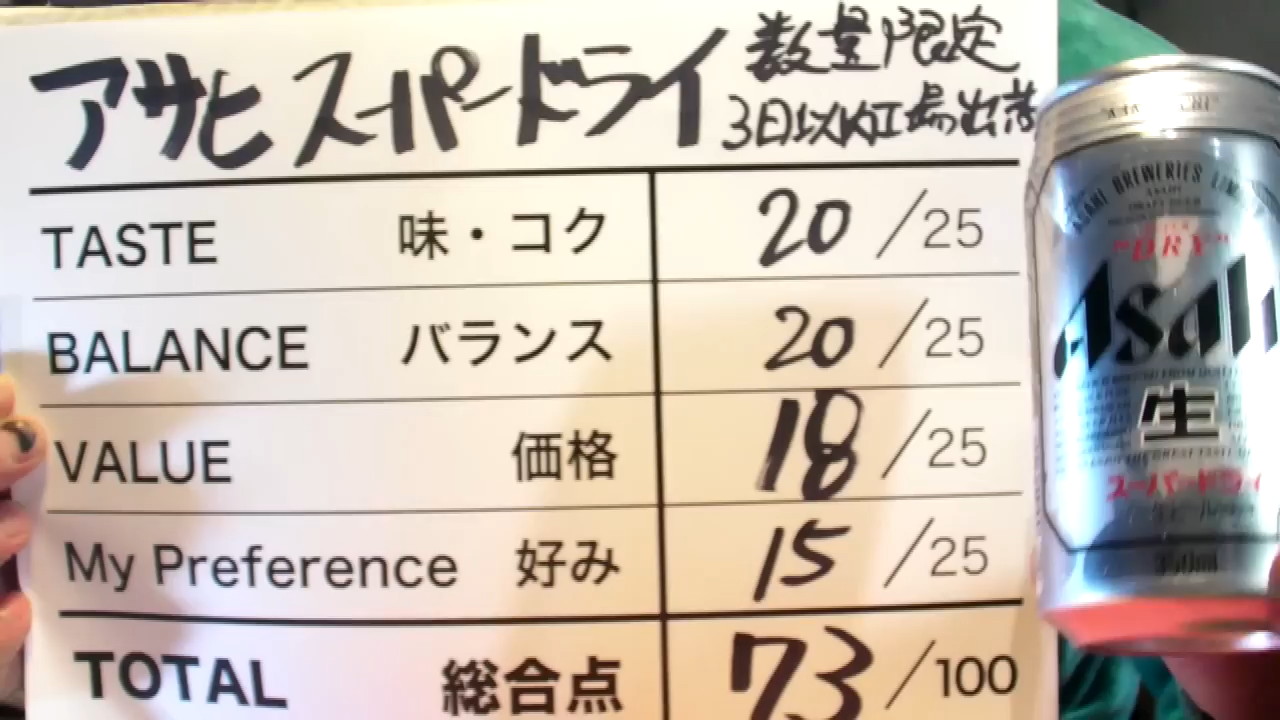 アサヒスーパードライ
数量限定
3日以内工場出荷
TASTE 味・コク 20 /25
BALANCE バランス 20 /25
VALUE 価格 18 /25
My Preference 好み 15 /25
TOTAL 総合点 73 /100
ASAHI BREWERIES
"DRY"
Asahi
生
スーパードライ
350ml